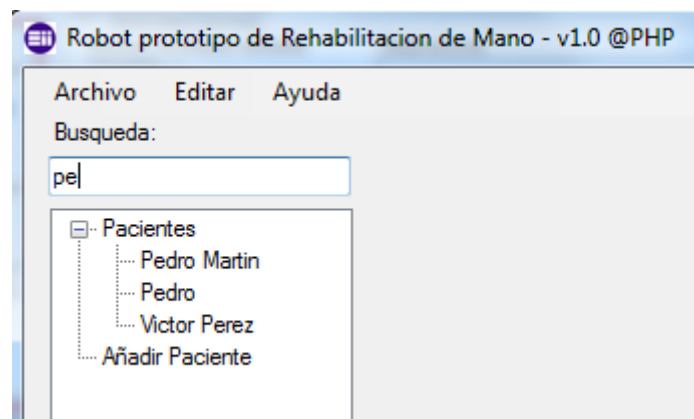 Robot prototipo de Rehabilitacion de Mano - v1.0 @PHP
Archivo Editar Ayuda
Busqueda:
pe
Pacientes
Pedro Martin
Pedro
Victor Perez
Añadir Paciente